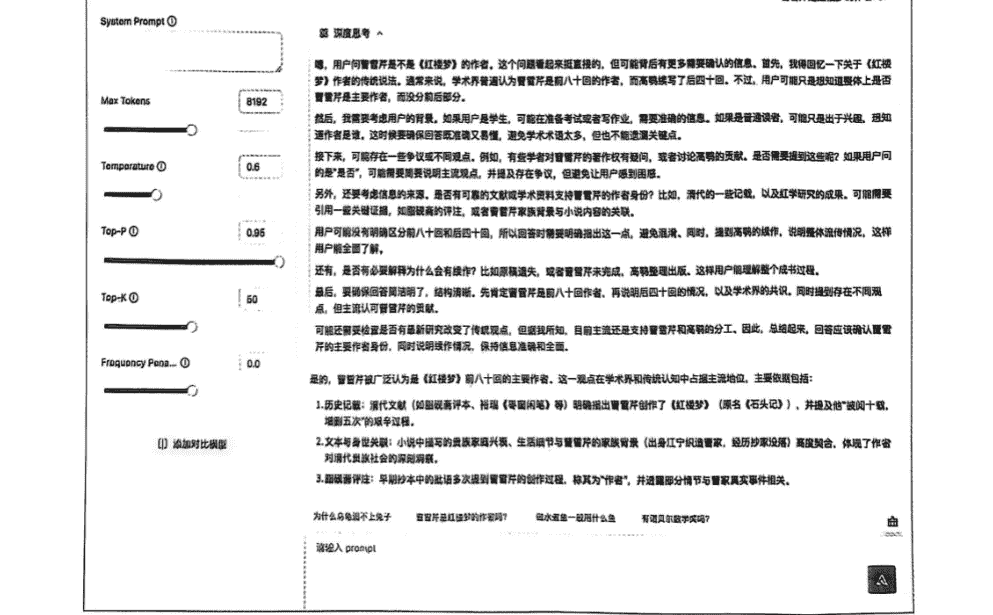 System Prompt
Max Tokens
8192
Temperature
0.6
Top-P
0.95
Top-K
50
Frequency Pena...
0.0
添加对比模型
深度思考
嗯，用户问曹雪芹是不是《红楼梦》的作者。这个问题看起来挺直接的，但可能背后有更多需要确认的信息。首先，我得回忆一下关于《红楼
梦》作者的传统说法。通常来说，学术界普遍认为曹雪芹是前八十回的作者，而高鹗续写了后四十回。不过，用户可能只是想知道整体上是否
曹雪芹是主要作者，而没分前后部分。
然后，我需要考虑用户的背景。如果用户是学生，可能在准备考试或者写作业，需要准确的信息。如果是普通读者，可能只是出于兴趣，想知
道作者是谁。这时候要确保回答既准确又易懂，避免学术术语太多，但也不能遗漏关键点。
接下来，可能存在一些争议或不同观点。例如，有些学者对曹雪芹的著作权有疑问，或者讨论高鹗的贡献。是否需要提到这些呢？如果用户问
的是"是否"，可能需要简要说明主流观点，并提及存在争议，但避免让用户感到困惑。
另外，还要考虑信息的来源。是否有可靠的文献或学术资料支持曹雪芹的作者身份？比如，清代的一些记载，以及红学研究的成果。可能需要
引用一些关键证据，如脂砚斋的评注，或者曹雪芹家族背景与小说内容的关联。
用户可能没有明确区分前八十回和后四十回，所以回答时需要明确指出这一点，避免混淆。同时，提到高鹗的续作，说明整体流传情况，这样
用户能全面了解。
还有，是否有必要解释为什么会有续作？比如原稿遗失，或者曹雪芹未完成，高鹗整理出版。这样用户能理解整个成书过程。
最后，要确保回答简洁明了，结构清晰。先肯定曹雪芹是前八十回作者，再说明后四十回的情况，以及学术界的共识。同时提到存在不同观
点，但主流认可曹雪芹的贡献。
可能还需要检查是否有最新研究改变了传统观点，但据我所知，目前主流还是支持曹雪芹和高鹗的分工。因此，总结起来，回答应该确认曹雪
芹的主要作者身份，同时说明续作情况，保持信息准确和全面。
是的，曹雪芹被广泛认为是《红楼梦》前八十回的主要作者。这一观点在学术界和传统认知中占据主流地位，主要依据包括：
1.历史记载：清代文献（如脂砚斋评本、裕瑞《枣窗闲笔》等）明确指出曹雪芹创作了《红楼梦》（原名《石头记》），并提及他"披阅十载，
增删五次"的艰辛过程。
2.文本与身世关联：小说中描写的贵族家庭兴衰、生活细节与曹雪芹的家族背景（出身江宁织造曹家，经历抄家没落）高度契合，体现了作者
对清代贵族社会的深刻洞察。
3.脂砚斋评注：早期抄本中的批语多次提到曹雪芹的创作过程，称其为"作者"，并透露部分情节与曹家真实事件相关。
为什么乌龟跑不上兔子
曹雪芹是红楼梦的作者吗?
做水煮鱼一般用什么鱼
有诺贝尔数学奖吗?
请输入 prompt